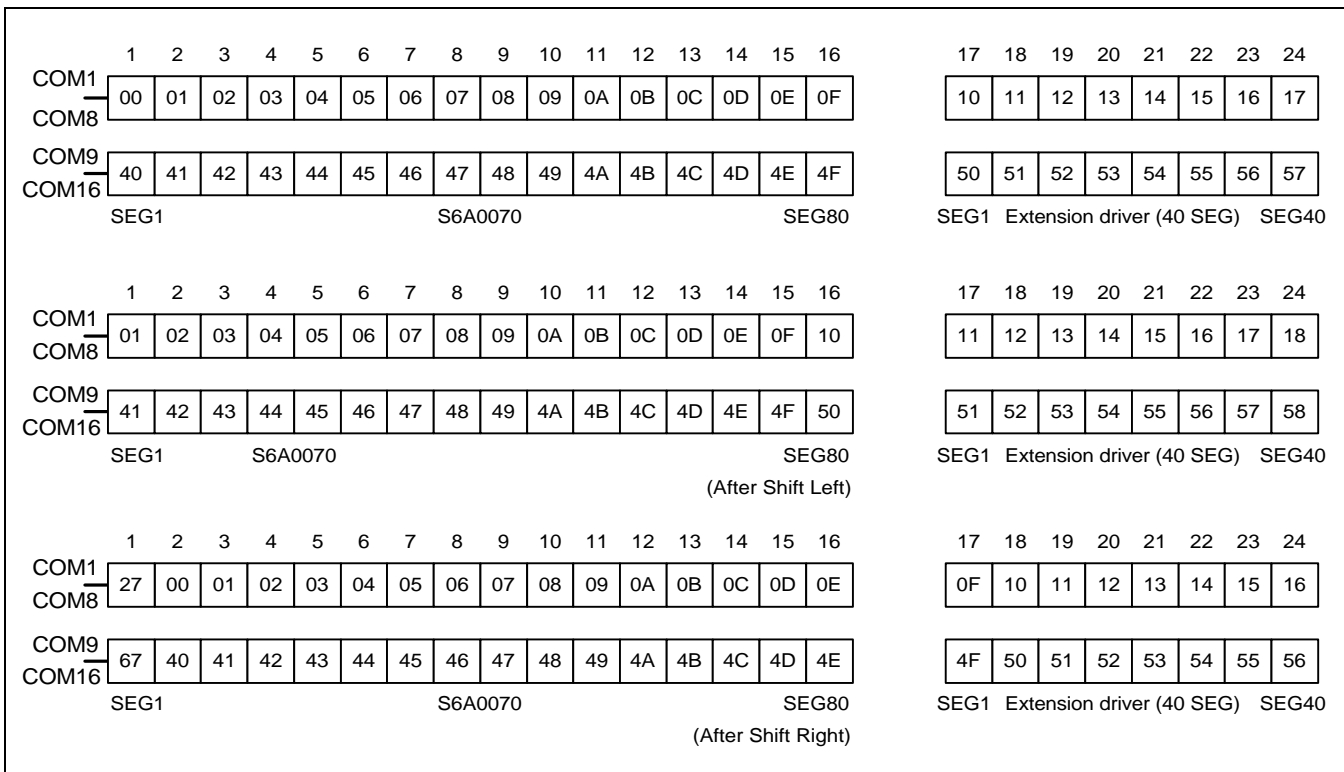 1 2 3 4 5 6 7 8 9 10 11 12 13 14 15 16 17 18 19 20 21 22 23 24
COM1
00 01 02 03 04 05 06 07 08 09 0A 0B 0C 0D 0E 0F 10 11 12 13 14 15 16 17
COM8
COM9
40 41 42 43 44 45 46 47 48 49 4A 4B 4C 4D 4E 4F 50 51 52 53 54 55 56 57
COM16
SEG1 S6A0070 SEG80 SEG1 Extension driver (40 SEG) SEG40
1 2 3 4 5 6 7 8 9 10 11 12 13 14 15 16 17 18 19 20 21 22 23 24
COM1
01 02 03 04 05 06 07 08 09 0A 0B 0C 0D 0E 0F 10 11 12 13 14 15 16 17 18
COM8
COM9
41 42 43 44 45 46 47 48 49 4A 4B 4C 4D 4E 4F 50 51 52 53 54 55 56 57 58
COM16
SEG1 S6A0070 SEG80 SEG1 Extension driver (40 SEG) SEG40
(After Shift Left)
1 2 3 4 5 6 7 8 9 10 11 12 13 14 15 16 17 18 19 20 21 22 23 24
COM1
27 00 01 02 03 04 05 06 07 08 09 0A 0B 0C 0D 0E 0F 10 11 12 13 14 15 16
COM8
COM9
67 40 41 42 43 44 45 46 47 48 49 4A 4B 4C 4D 4E 4F 50 51 52 53 54 55 56
COM16
SEG1 S6A0070 SEG80 SEG1 Extension driver (40 SEG) SEG40
(After Shift Right)